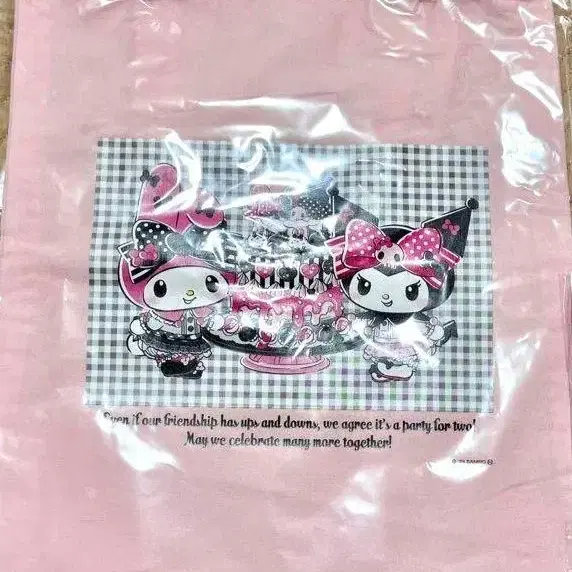 Even if our friendship has ups and downs, we agree it's a party for two!
May we celebrate many more together!
SANRIO